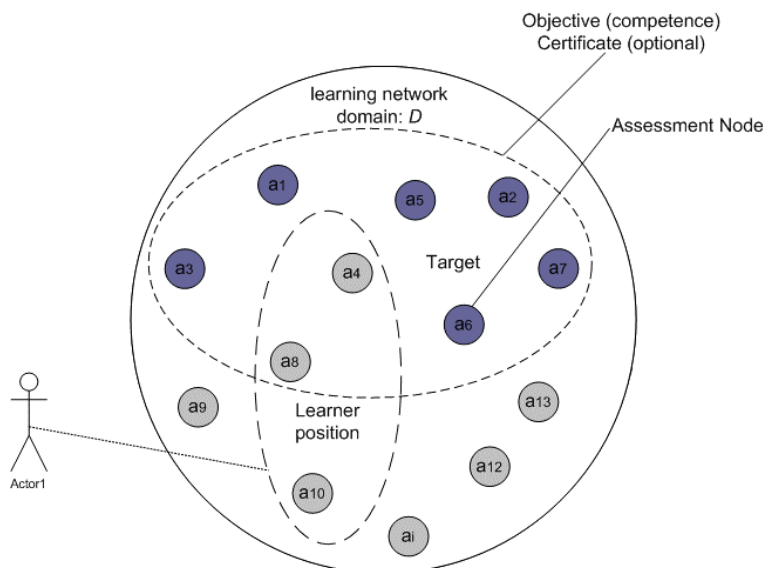 Objective (competence)
Certificate (optional)
learning network
domain: D
Assessment Node
a1
a5
a2
a3
a4
Target
a7
a6
a8
a9
Learner
position
a13
a12
a10
ai
Actor1